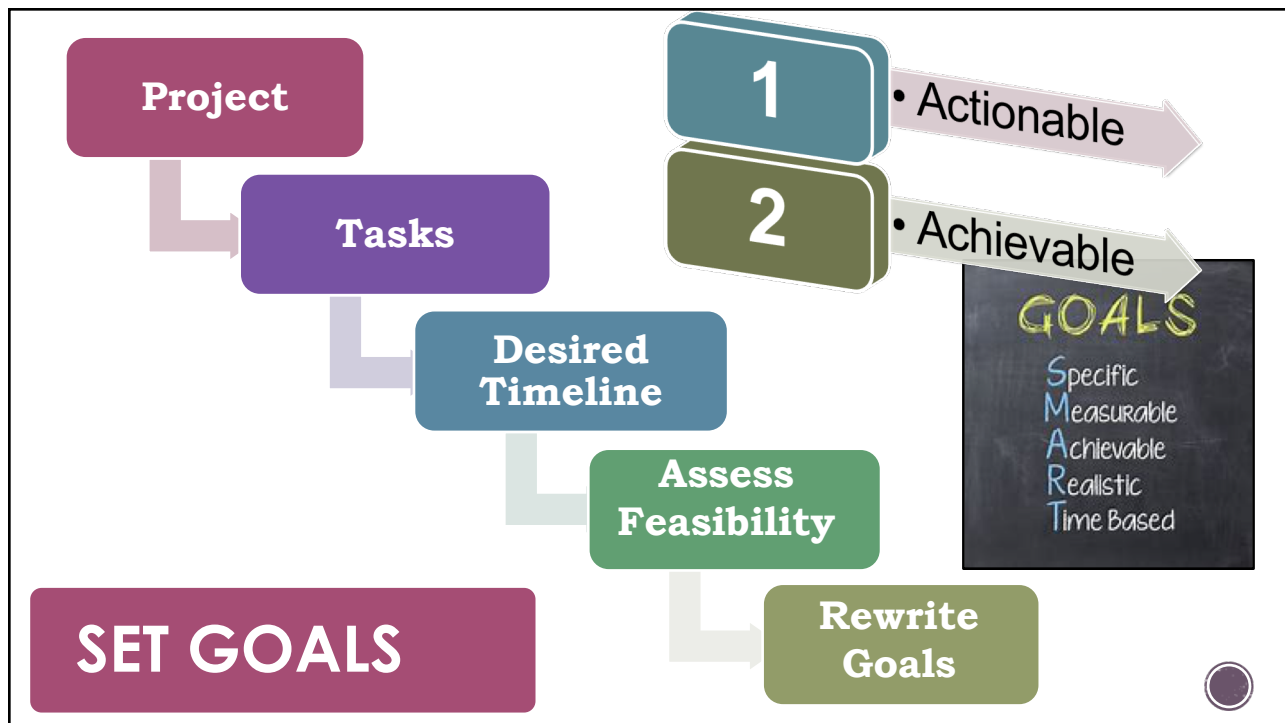 Project
Tasks
Desired
Timeline
Assess
Feasibility
Rewrite
Goals
SET GOALS
1
• Actionable
2
• Achievable
GOALS
Specific
Measurable
Achievable
Realistic
Time Based